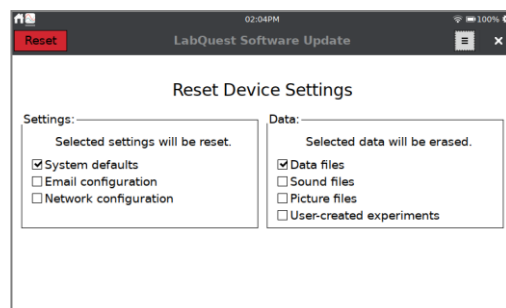 02:04PM
100%
Reset
LabQuest Software Update
Reset Device Settings
Settings:
Selected settings will be reset.
System defaults
Email configuration
Network configuration
Data:
Selected data will be erased.
Data files
Sound files
Picture files
User-created experiments